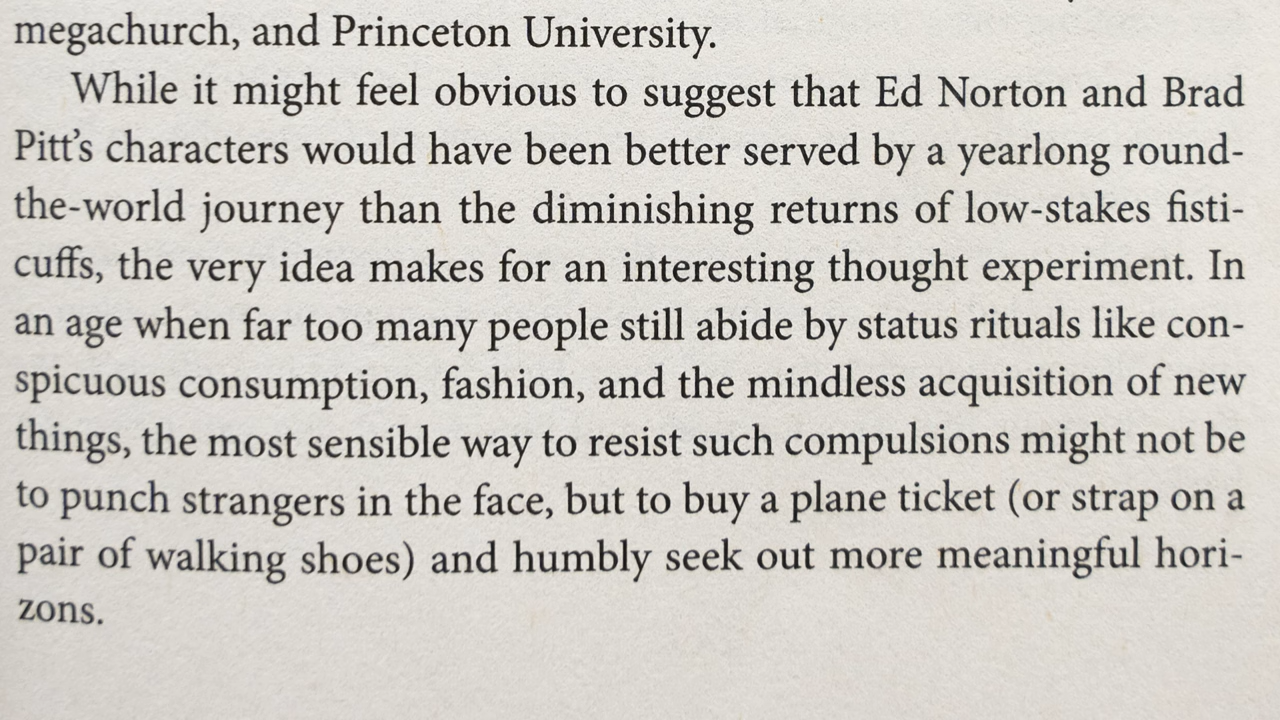 megachurch, and Princeton University.
While it might feel obvious to suggest that Ed Norton and Brad
Pitt’s characters would have been better served by a yearlong round-
the-world journey than the diminishing returns of low-stakes fisti-
cuffs, the very idea makes for an interesting thought experiment. In
an age when far too many people still abide by status rituals like con-
spicuous consumption, fashion, and the mindless acquisition of new
things, the most sensible way to resist such compulsions might not be
to punch strangers in the face, but to buy a plane ticket (or strap on a
pair of walking shoes) and humbly seek out more meaningful hori-
zons.